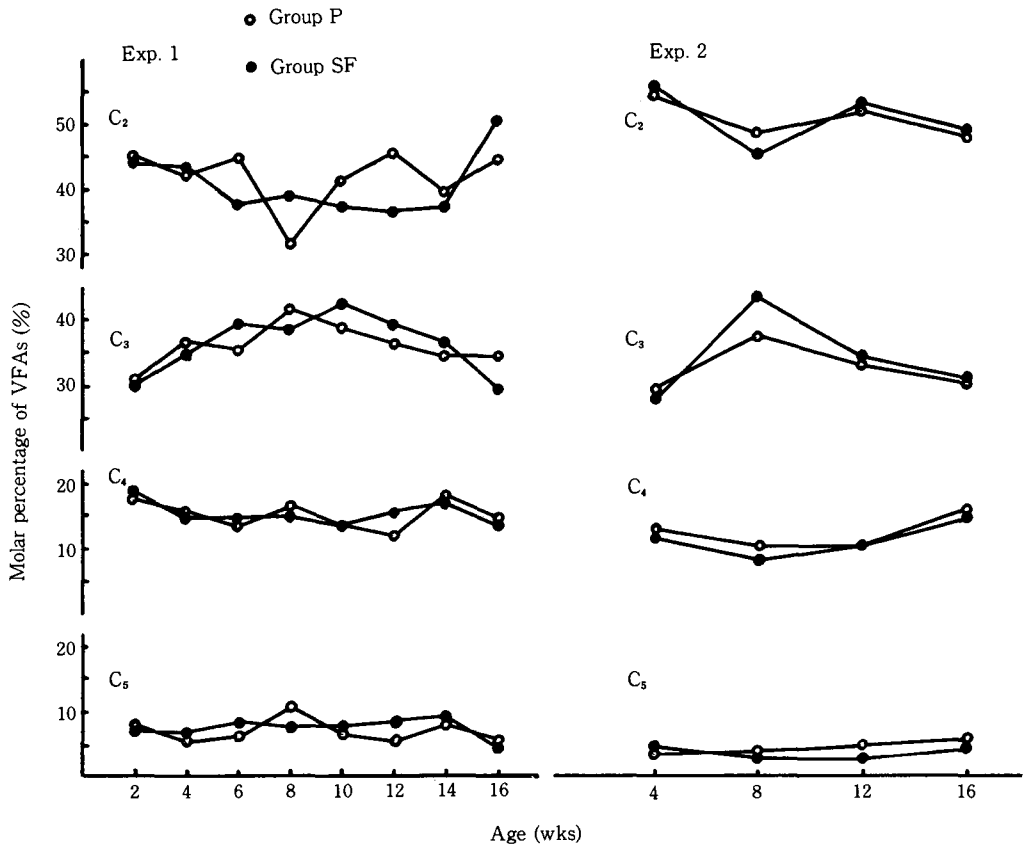 Group P
Exp. 1
Group SF
Exp. 2
C₂
50
40
30
C₂
C₃
40
30
C₃
C₄
20
10
C₄
C₅
20
10
C₅
2 4 6 8 10 12 14 16
4 8 12 16
Age (wks)
Molar percentage of VFAs (%)